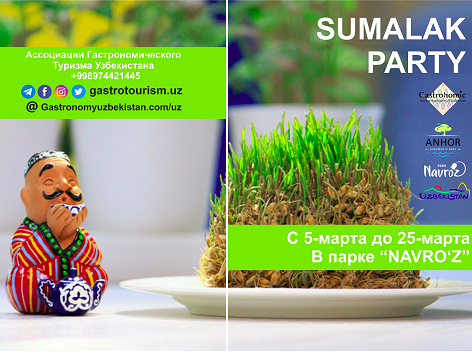 Ассоциации Гастрономического
Туризма Узбекистана
+998974421445
gastrotourism.uz
@ Gastronomyuzbekistan.com/uz
SUMALAK
PARTY
ANHOR
PARK
Navro'z
UZBEKISTAN
С 5-марта до 25-марта
В парке “NAVRO‘Z”